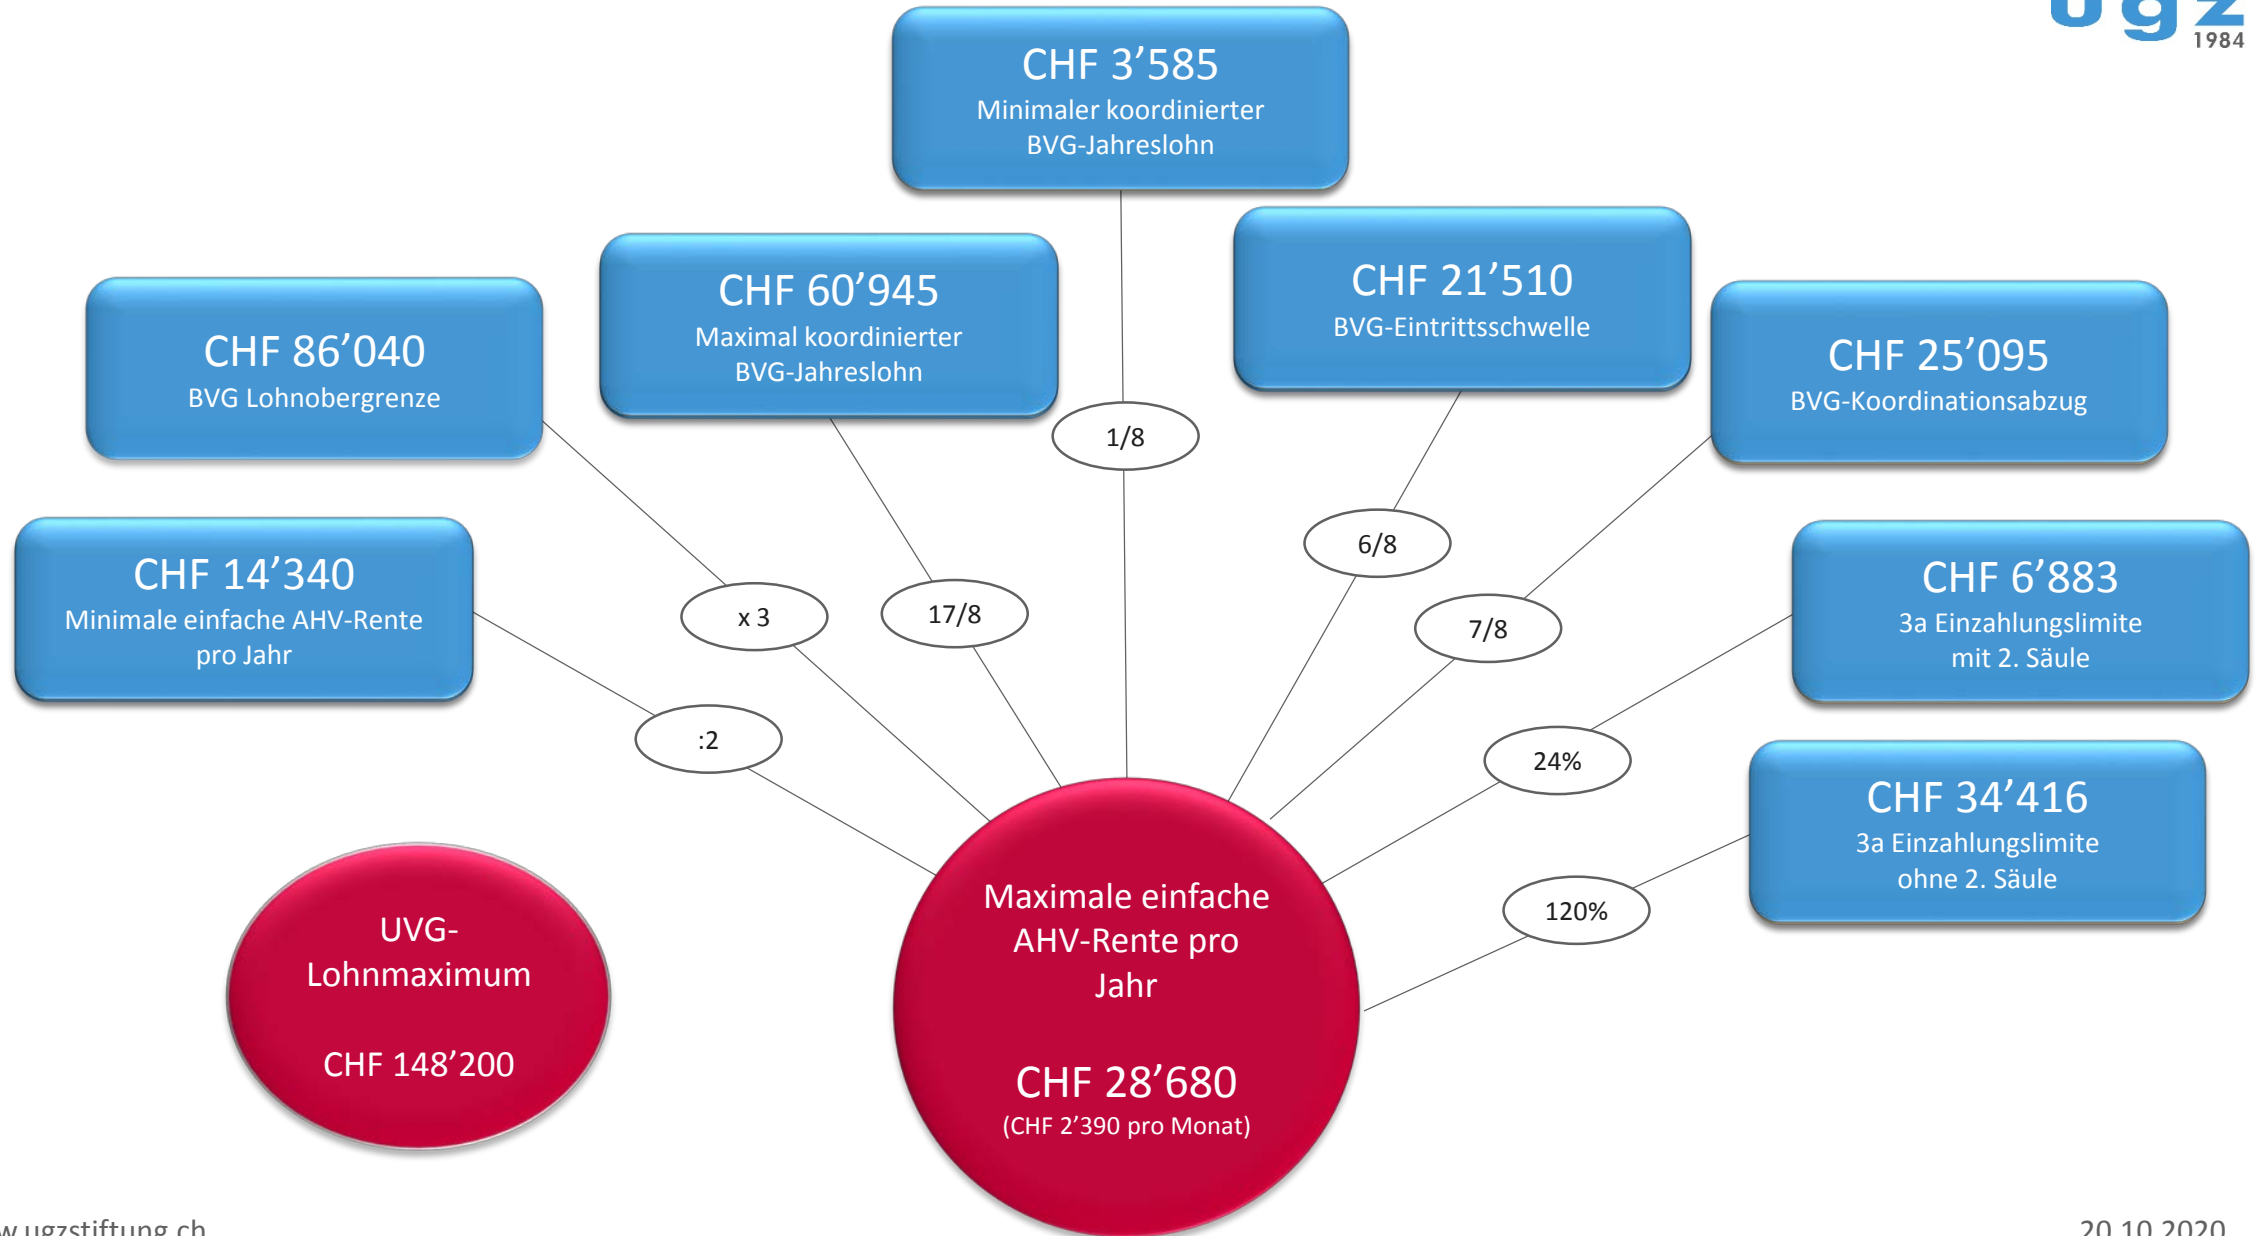 ugz
1984
CHF 3’585
Minimaler koordinierter
BVG-Jahreslohn
CHF 21’510
BVG-Eintrittsschwelle
CHF 60’945
Maximal koordinierter
BVG-Jahreslohn
CHF 86’040
BVG Lohnobergrenze
CHF 25’095
BVG-Koordinationsabzug
1/8
6/8
CHF 14’340
Minimale einfache AHV-Rente
pro Jahr
x 3
17/8
7/8
CHF 6’883
3a Einzahlungslimite
mit 2. Säule
:2
24%
CHF 34’416
3a Einzahlungslimite
ohne 2. Säule
120%
UVG-
Lohnmaximum
CHF 148’200
Maximale einfache
AHV-Rente pro
Jahr
CHF 28’680
(CHF 2’390 pro Monat)
w.ugzstiftung.ch
20.10.2020